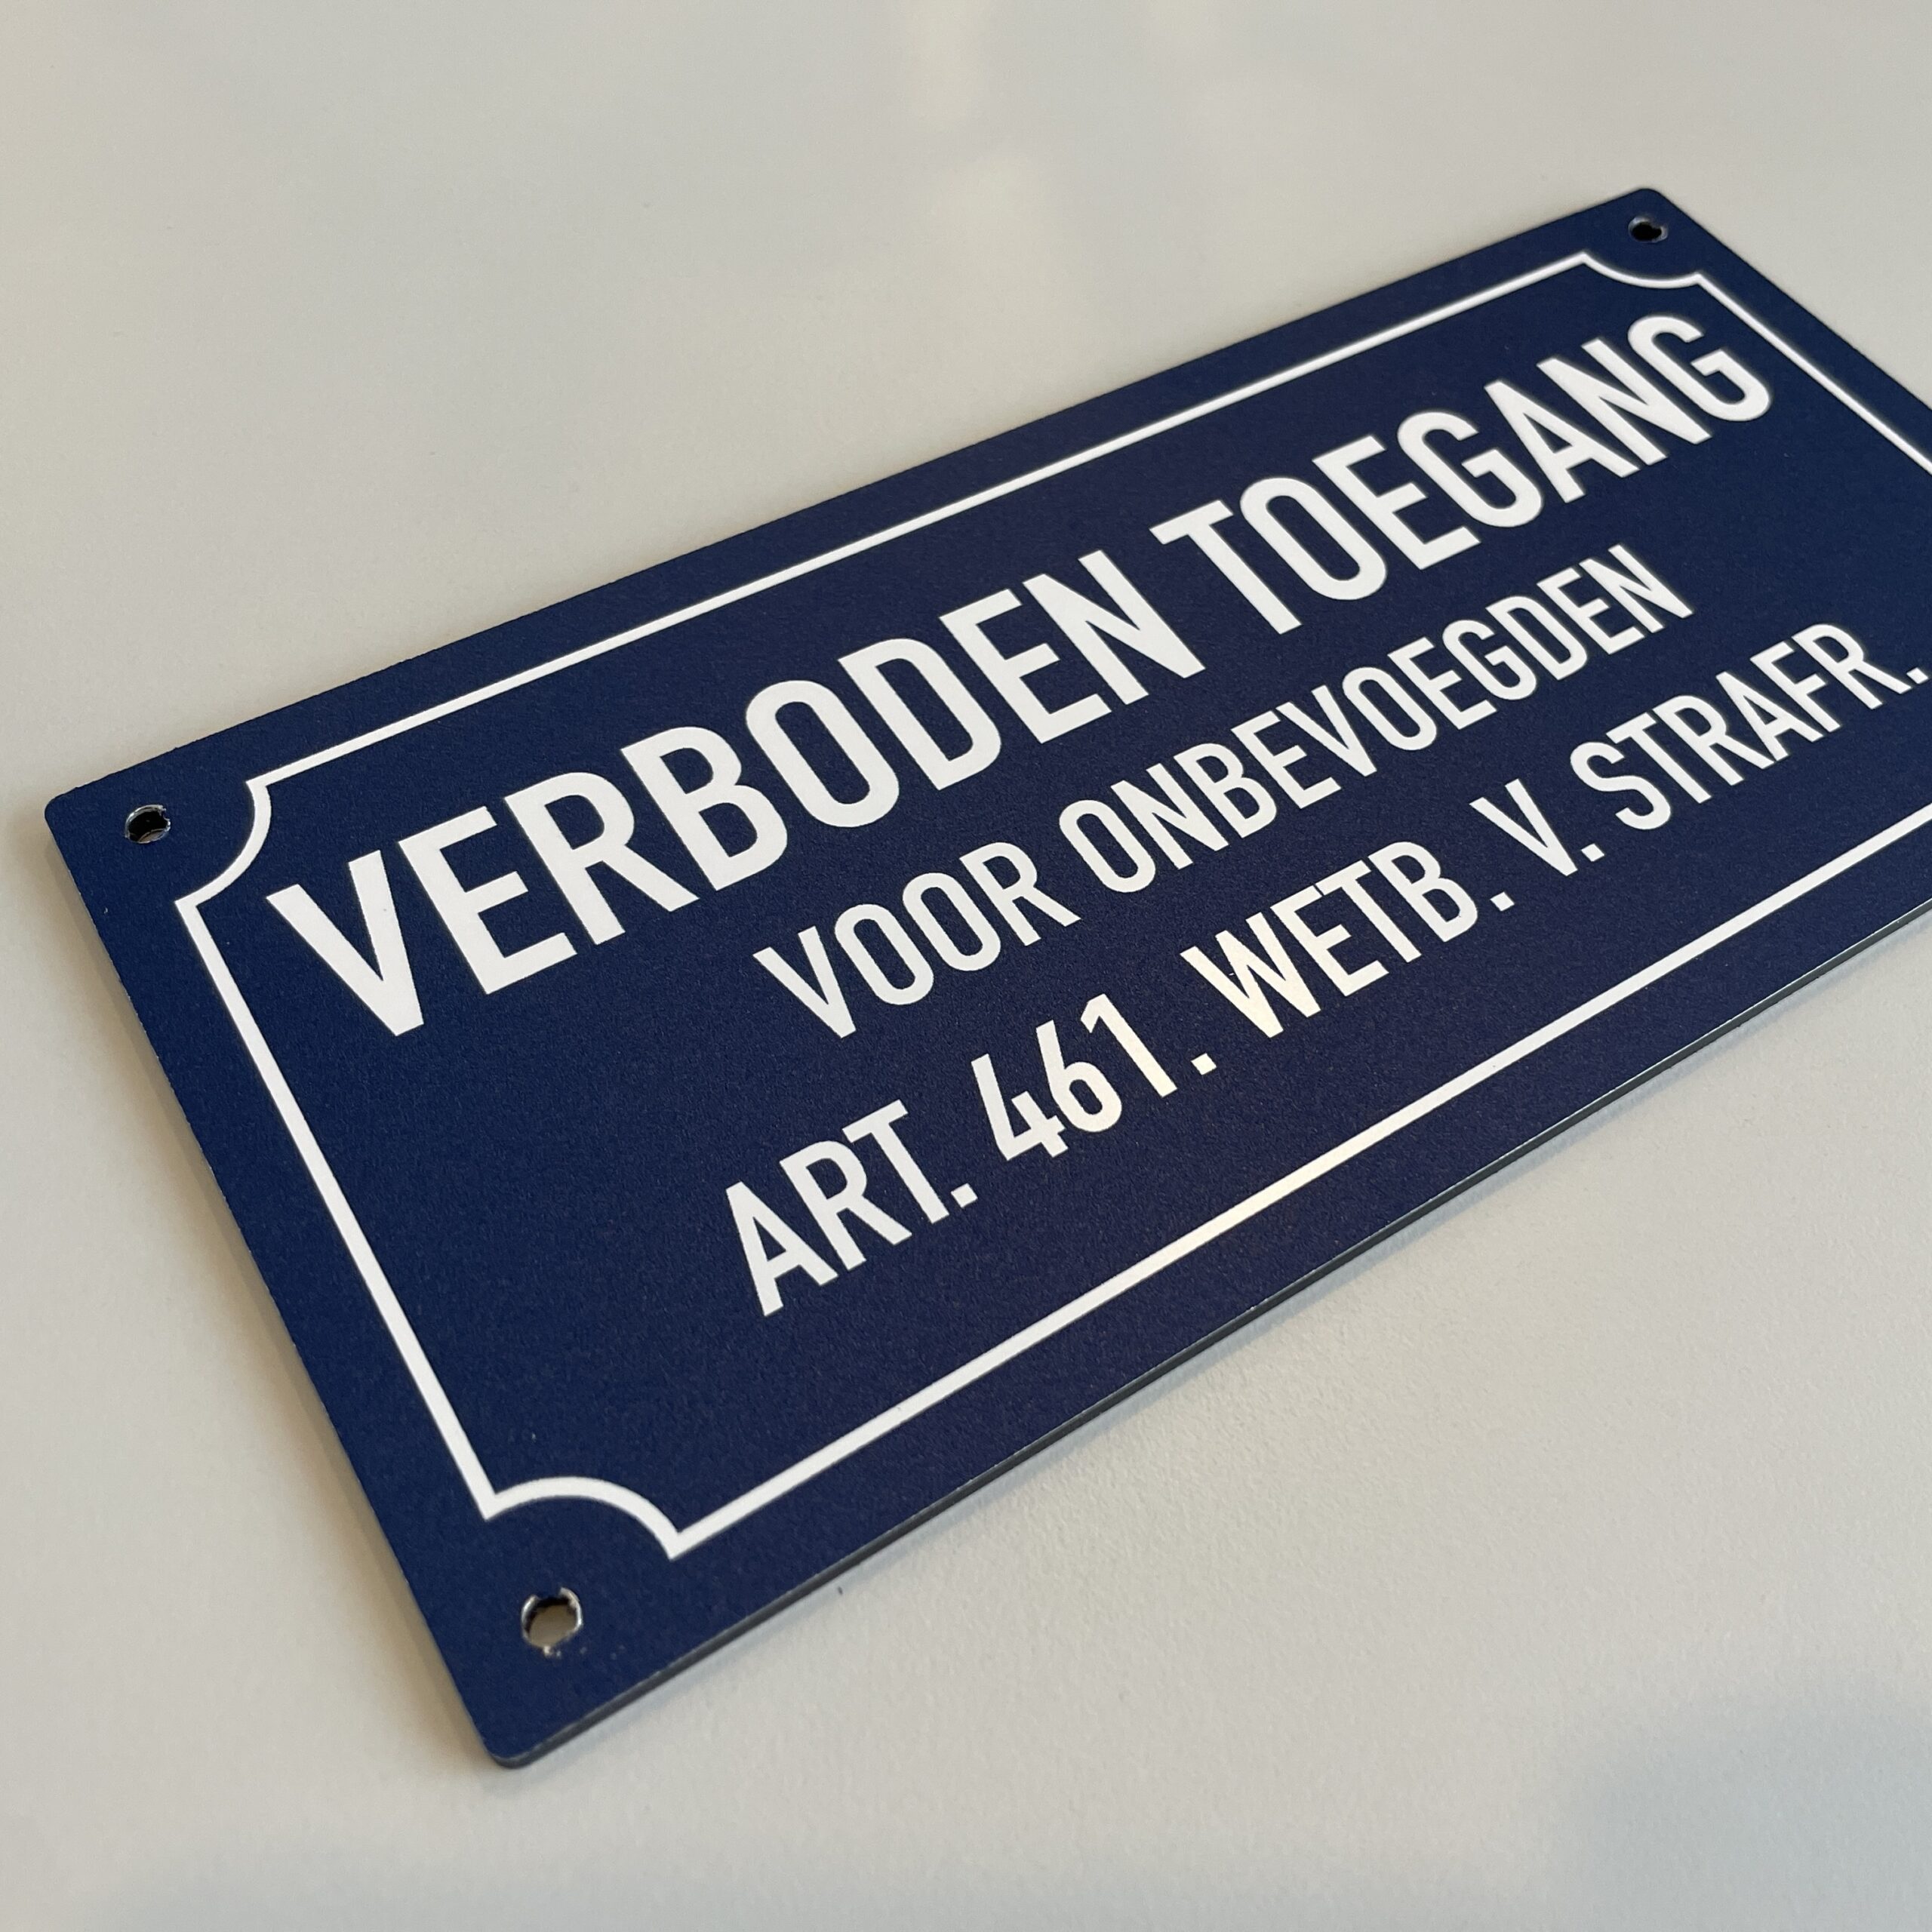 VERBODEN TOEGANG
VOOR ONBEVOEGDEN
ART. 461. WETB. V. STRAFR.